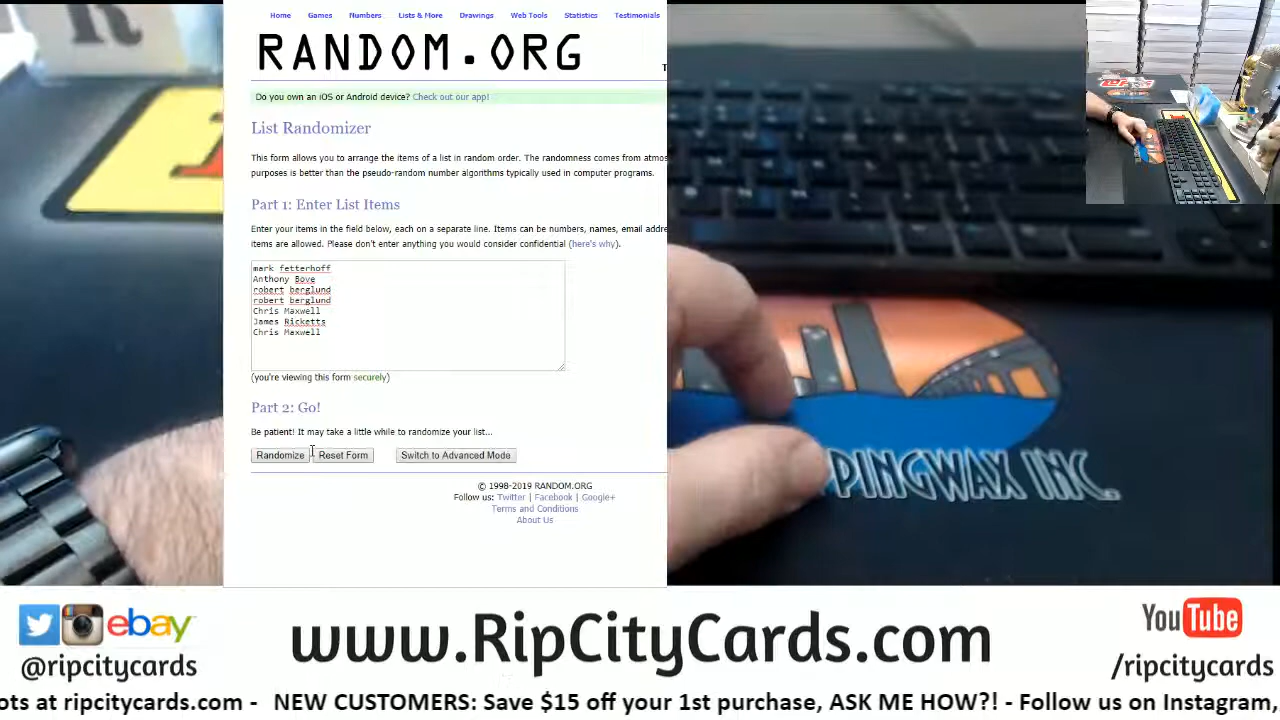 Home Games Numbers Lists & More Drawings Web Tools Statistics Testimonials
RANDOM.ORG
Do you own an iOS or Android device? Check out our app!
List Randomizer
This form allows you to arrange the items of a list in random order. The randomness comes from
purposes is better than the pseudo-random number algorithms typically used in computer programs.
Part 1: Enter List Items
Enter your items in the field below, each on a separate line. Items can be numbers, names, email
items are allowed. Please don't enter anything you would consider confidential (here's why).
mark fetterhoff
Anthony Bove
robert berglund
robert berglund
Chris Maxwell
James Ricketts
Chris Maxwell
(you're viewing this form securely)
Part 2: Go!
Be patient! It may take a little while to randomize your list...
Randomize Reset Form Switch to Advanced Mode
© 1998-2019 RANDOM.ORG
Follow us: Twitter | Facebook | Google+
Terms and Conditions
About Us
PPINGWAX INC.
ebay
@ripcitycards
www.RipCityCards.com
YouTube
/ripcitycards
ots at ripcitycards.com - NEW CUSTOMERS: Save $15 off your 1st purchase, ASK ME HOW?! - Follow us on Instagram,